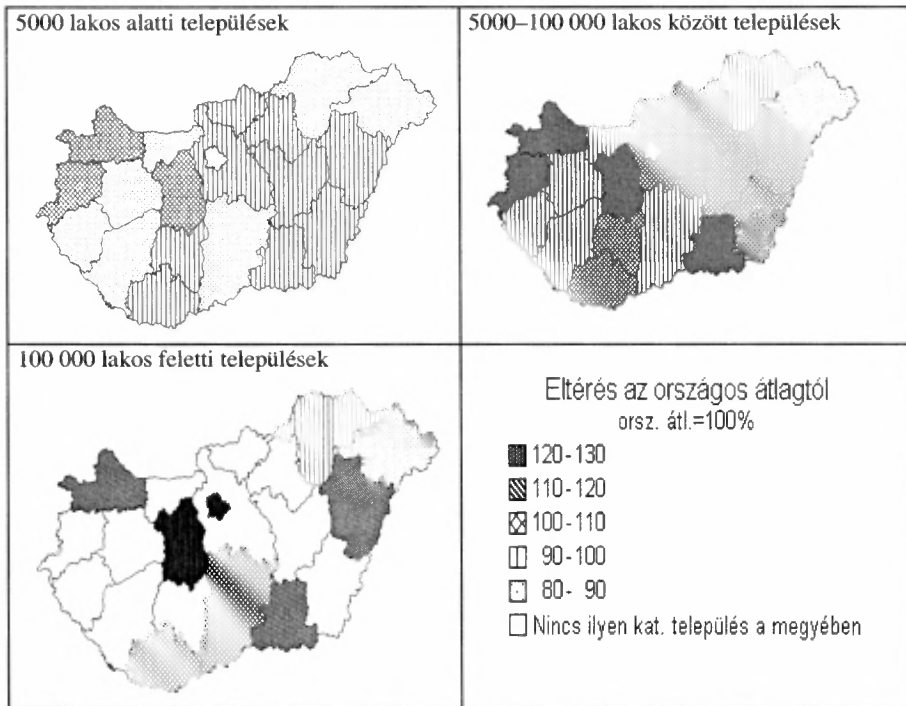 5000 lakos alatti települések
5000–100 000 lakos között települések
100 000 lakos feletti települések
Eltérés az országos átlagtól
orsz. átl.=100%
120-130
110-120
100-110
90-100
80- 90
Nincs ilyen kat. település a megyében